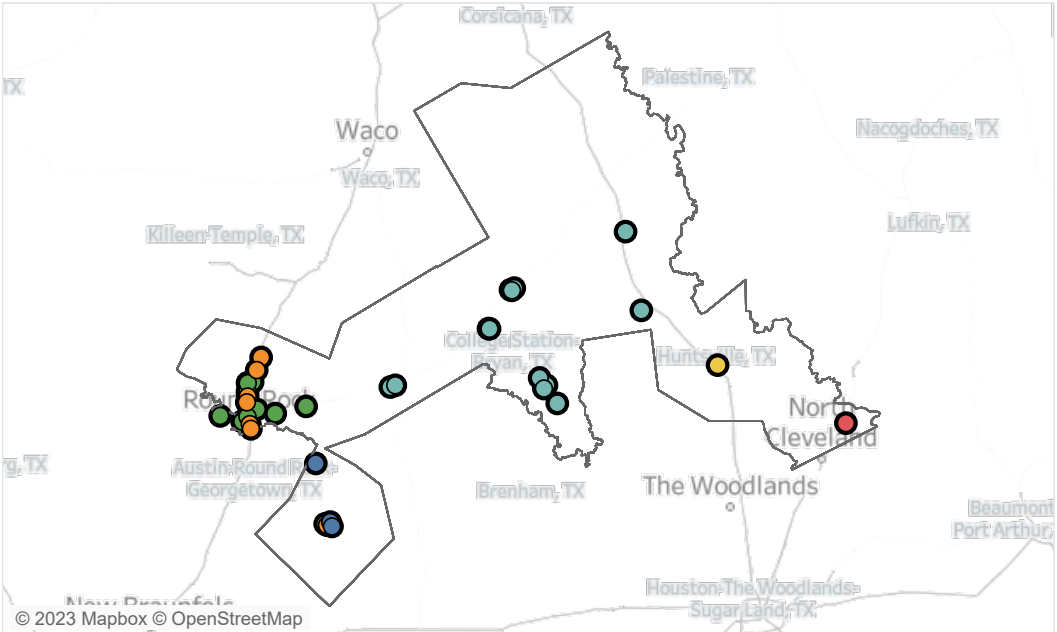 Corsicana, TX
Palestine, TX
TX
Waco
Nacogdoches, TX
Waco, TX
Lufkin, TX
Killeen-Temple, TX
College Station-
Bryan, TX
Huntsville, TX
Round Rock
North
Cleveland
g, TX
Austin-Round Rock-
Georgetown, TX
Brenham, TX
The Woodlands
Beaumont
Port Arthur,
Houston-The Woodlands-
Sugar Land, TX
New Braunfels
© 2023 Mapbox © OpenStreetMap